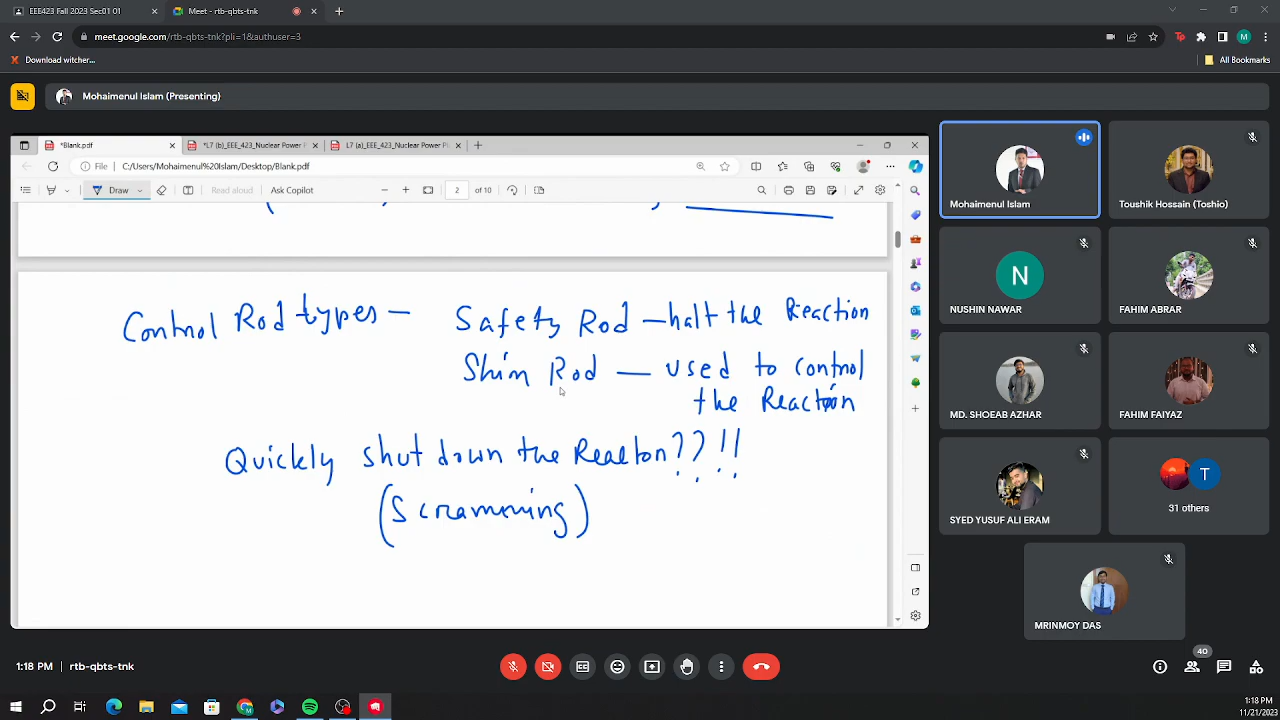 EEE423 Fall 2023 Sec01 01
Meet - rtb-qbts-tnk
meet.google.com/rtb-qbts-tnk?pli=1&authuser=3
Download witcher...
All Bookmarks
Mohaimenul Islam (Presenting)
*Blank.pdf
*L7 (b)_EEE_423_Nuclear Power P
L7 (a)_EEE_423_Nuclear Power PL
File
C:/Users/Mohaimenul%20Islam/Desktop/Blank.pdf
Draw
Read aloud
Ask Copilot
2 of 10
Control Rod types — Safety Rod — halt the Reaction
Shim Rod — used to control
the Reaction
Quickly shut down the Reactor??!!
(Scramming)
Mohaimenul Islam
Toushik Hossain (Toshio)
N
NUSHIN NAWAR
FAHIM ABRAR
MD. SHOEAB AZHAR
FAHIM FAIYAZ
SYED YUSUF ALI ERAM
T
31 others
MRINMOY DAS
1:18 PM | rtb-qbts-tnk
40
1:18 PM
11/21/2023